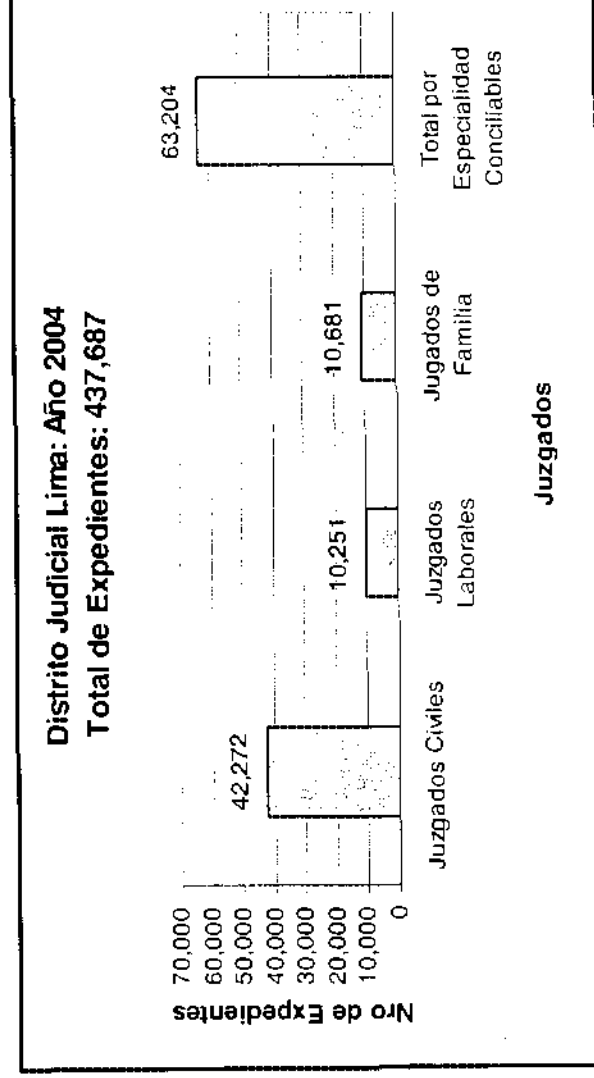 Distrito Judicial Lima: Año 2004
Total de Expedientes: 437,687
Nro de Expedientes
70,000
60,000
50,000
40,000
30,000
20,000
10,000
0
42,272
10,251
10,681
63,204
Juzgados Civiles
Juzgados
Laborales
Jugados de
Familia
Total por
Especialidad
Conciliables
Juzgados